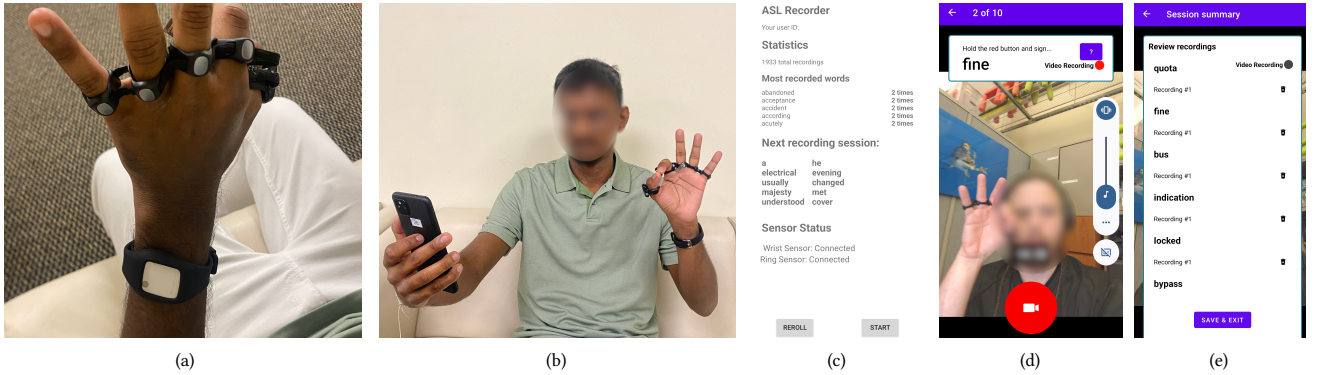 ASL Recorder
Your user ID:
Statistics
1933 total recordings
Most recorded words
abandoned 2 times
acceptance 2 times
accident 2 times
according 2 times
acutely 2 times
Next recording session:
a he
electrical evening
usually changed
majesty met
understood cover
Sensor Status
Wrist Sensor: Connected
Ring Sensor: Connected
REROLL START
2 of 10
Hold the red button and sign...
?
fine
Video Recording
Session summary
Review recordings
quota
Video Recording
Recording #1
fine
Recording #1
bus
Recording #1
indication
Recording #1
locked
Recording #1
bypass
SAVE & EXIT
(a) (b) (c) (d) (e)